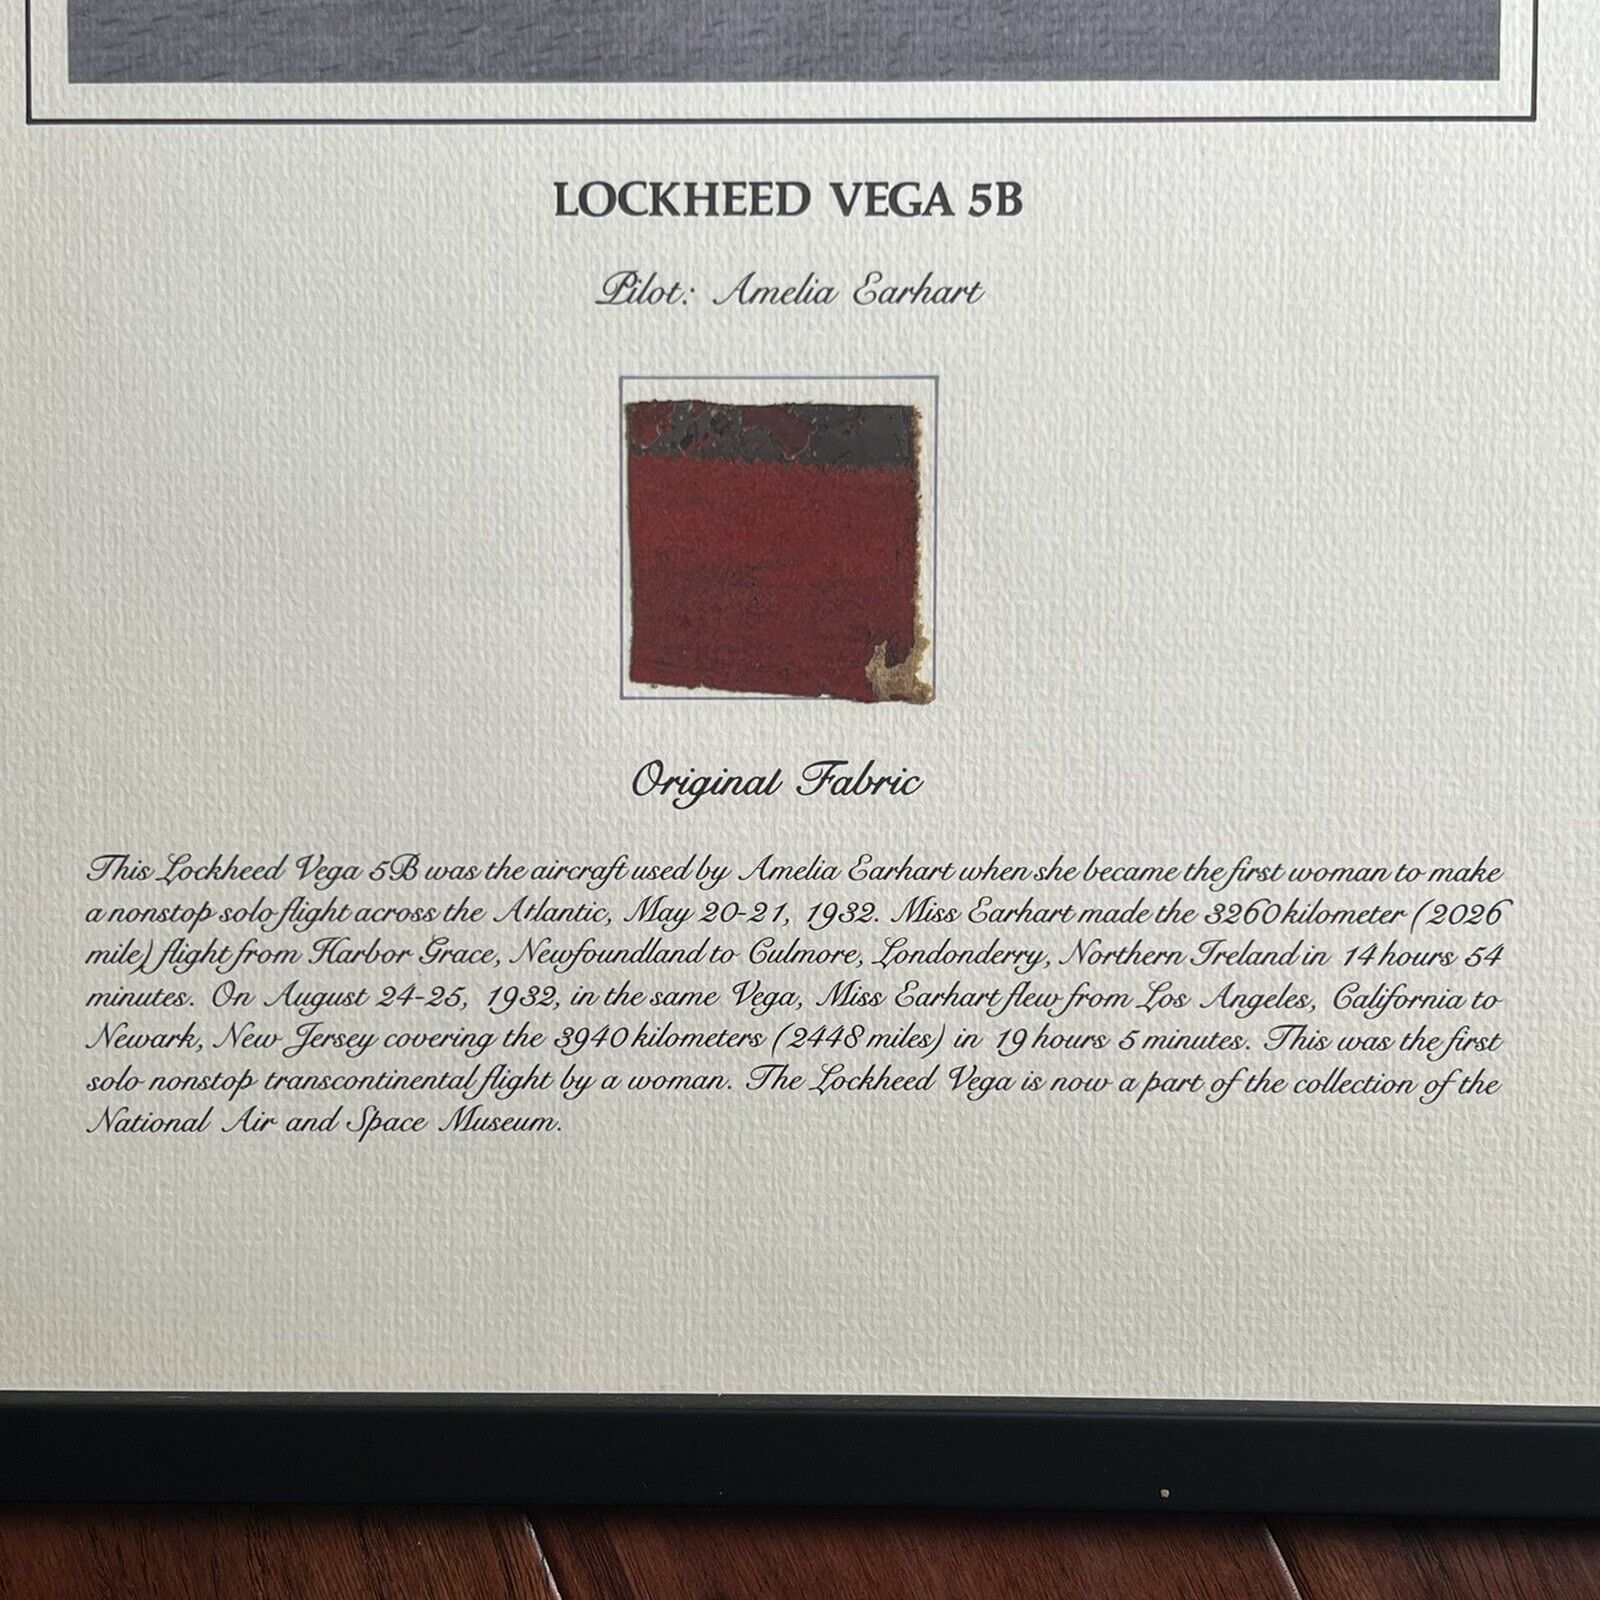 LOCKHEED VEGA 5B
Pilot: Amelia Earhart
Original Fabric
This Lockheed Vega 5B was the aircraft used by Amelia Earhart when she became the first woman to make
a nonstop solo flight across the Atlantic, May 20-21, 1932. Miss Earhart made the 3260 kilometer (2026
mile) flight from Harbor Grace, Newfoundland to Culmore, Londonderry, Northern Ireland in 14 hours 54
minutes. On August 24-25, 1932, in the same Vega, Miss Earhart flew from Los Angeles, California to
Newark, New Jersey covering the 3940 kilometers (2448 miles) in 19 hours 5 minutes. This was the first
solo nonstop transcontinental flight by a woman. The Lockheed Vega is now a part of the collection of the
National Air and Space Museum.